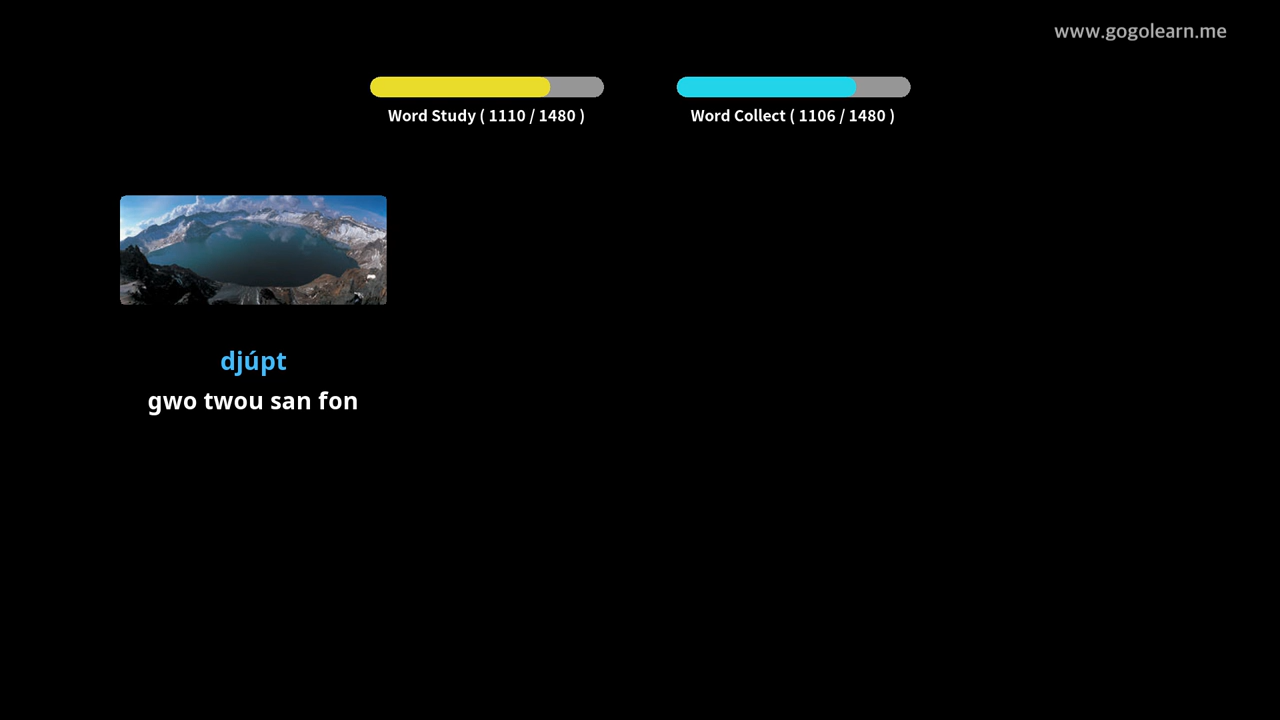 www.gogolearn.me
Word Study ( 1110 / 1480 )
Word Collect ( 1106 / 1480 )
djúpt
gwo twou san fon